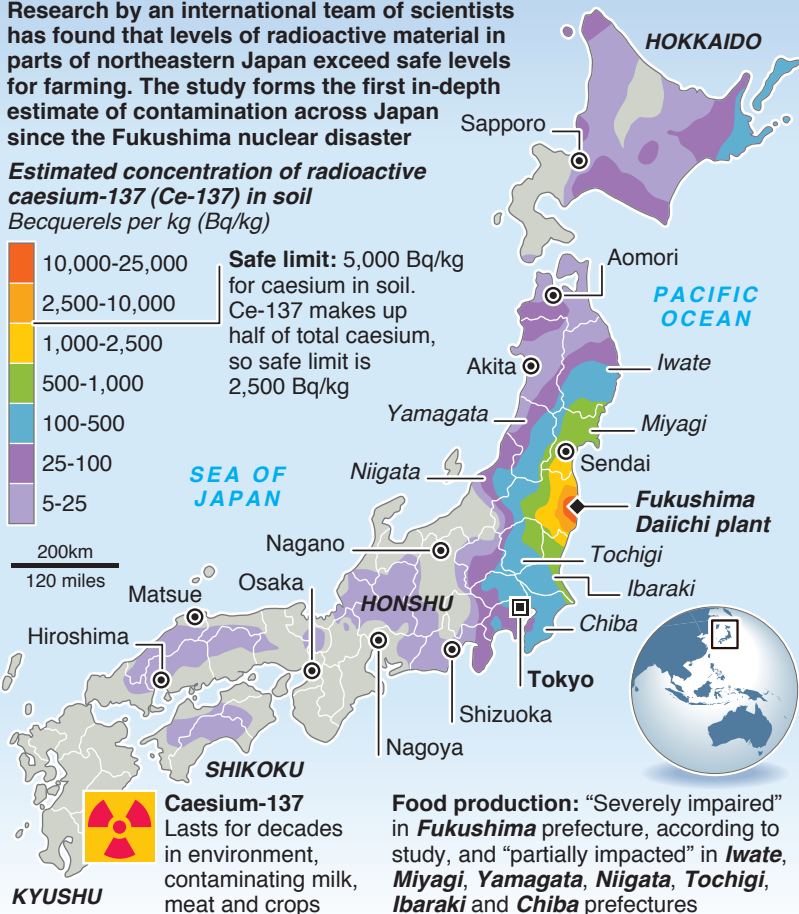 Research by an international team of scientists
has found that levels of radioactive material in
parts of northeastern Japan exceed safe levels
for farming. The study forms the first in-depth
estimate of contamination across Japan
since the Fukushima nuclear disaster
Estimated concentration of radioactive
caesium-137 (Ce-137) in soil
Becquerels per kg (Bq/kg)
10,000-25,000
2,500-10,000
1,000-2,500
500-1,000
100-500
25-100
5-25
Safe limit: 5,000 Bq/kg
for caesium in soil.
Ce-137 makes up
half of total caesium,
so safe limit is
2,500 Bq/kg
HOKKAIDO
Sapporo
Aomori
PACIFIC
OCEAN
Akita
Iwate
Yamagata
Miyagi
Sendai
SEA OF
JAPAN
Niigata
Fukushima
Daiichi plant
200km
120 miles
Nagano
Tochigi
Matsue
Osaka
Ibaraki
HONSHU
Hiroshima
Chiba
Tokyo
Shizuoka
Nagoya
SHIKOKU
KYUSHU
Caesium-137
Lasts for decades
in environment,
contaminating milk,
meat and crops
Food production: “Severely impaired”
in Fukushima prefecture, according to
study, and “partially impacted” in Iwate,
Miyagi, Yamagata, Niigata, Tochigi,
Ibaraki and Chiba prefectures